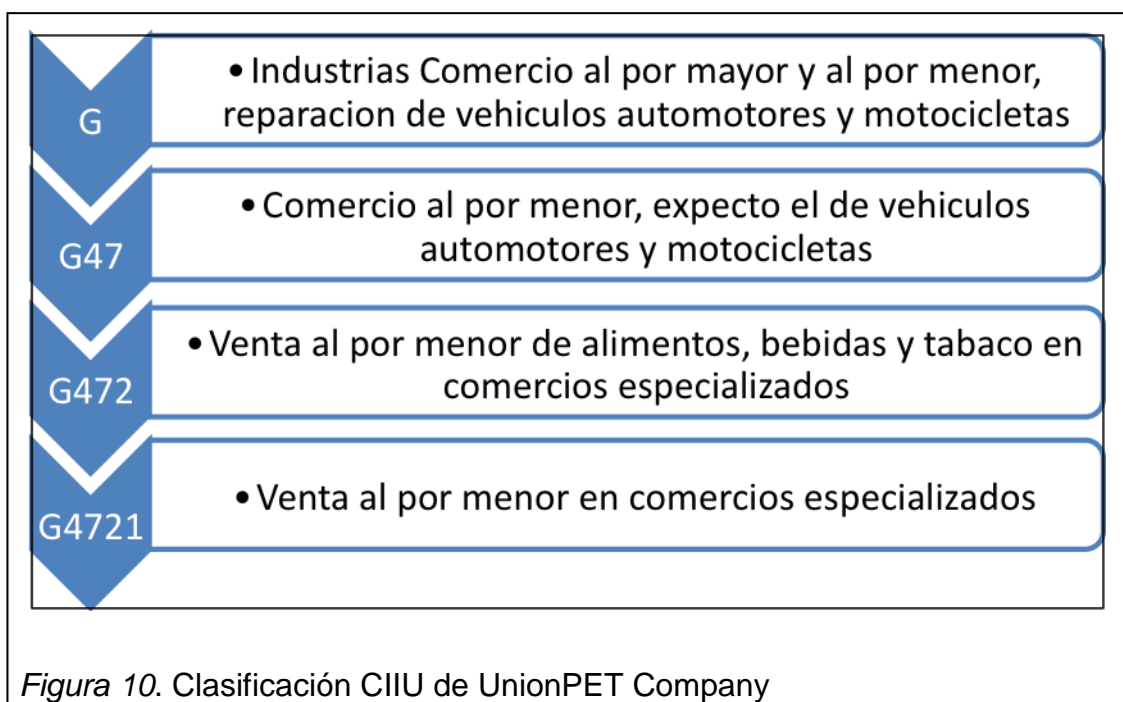 G
• Industrias Comercio al por mayor y al por menor,
reparacion de vehiculos automotores y motocicletas
G47
• Comercio al por menor, expecto el de vehiculos
automotores y motocicletas
G472
• Venta al por menor de alimentos, bebidas y tabaco en
comercios especializados
G4721
• Venta al por menor en comercios especializados
Figura 10. Clasificación CIIU de UnionPET Company